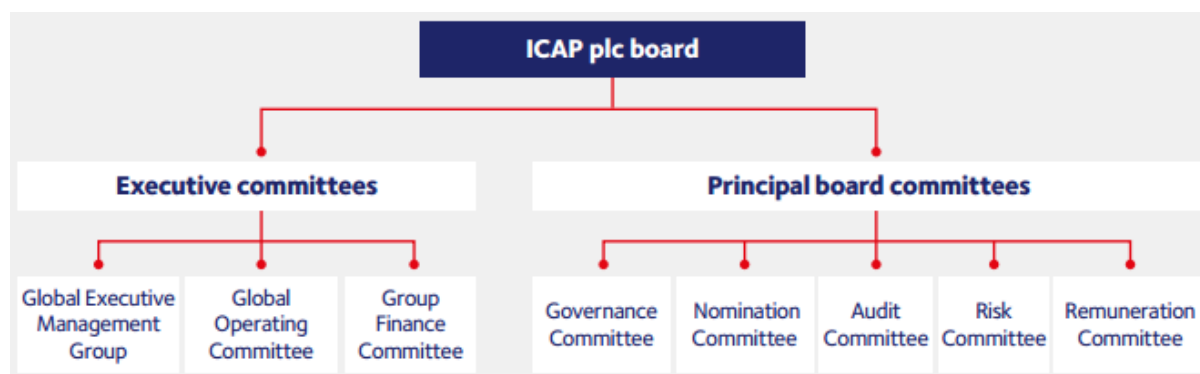 ICAP plc board
Executive committees
Principal board committees
Global Executive
Management
Group
Global
Operating
Committee
Group
Finance
Committee
Governance
Committee
Nomination
Committee
Audit
Committee
Risk
Committee
Remuneration
Committee